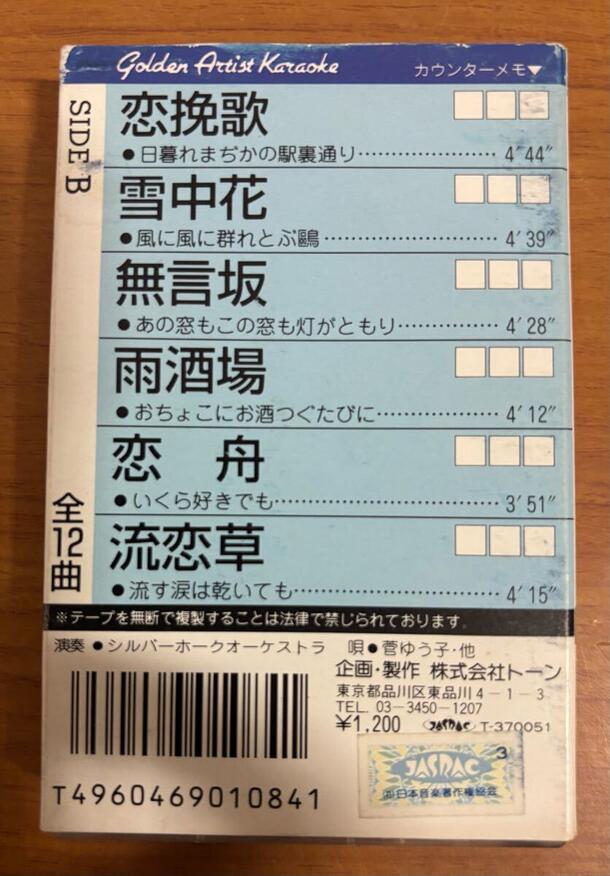 Golden Artist Karaoke
カウンターメモ▼
SIDE B
恋挽歌
●日暮れまぢかの駅裏通り…………………4′44″
雪中花
●風に風に群れとぶ鷗…………………4′39″
無言坂
●あの窓もこの窓も灯がともり……………4′28″
雨酒場
●おちょこにお酒つぐたびに………………4′12″
恋 舟
●いくら好きでも…………………………3′51″
流恋草
●流す涙は乾いても…………………………4′15″
全12曲
※テープを無断で複製することは法律で禁じられております。
演奏●シルバーホークオーケストラ 唄●菅ゆう子・他
企画・製作 株式会社トーン
東京都品川区東品川4-1-3
TEL. 03-3450-1207
¥1,200 JASRAC T-370051
3
JASRAC
㈳日本音楽著作権協会
T4960469010841